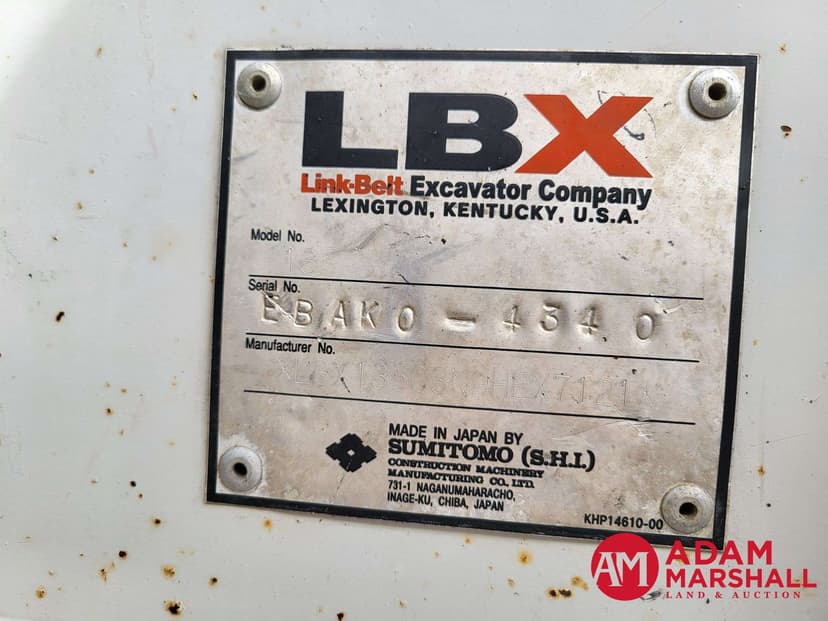 LBX
Link-Belt Excavator Company
LEXINGTON, KENTUCKY, U.S.A.
Model No.
Serial No.
EBAK0-4340
Manufacturer No.
MADE IN JAPAN BY
SUMITOMO (S.H.I.)
CONSTRUCTION MACHINERY
MANUFACTURING CO., LTD.
731-1 NAGANUMAHARACHO,
INAGE-KU, CHIBA, JAPAN
KHP14610-00
AM ADAM
MARSHALL
LAND & AUCTION